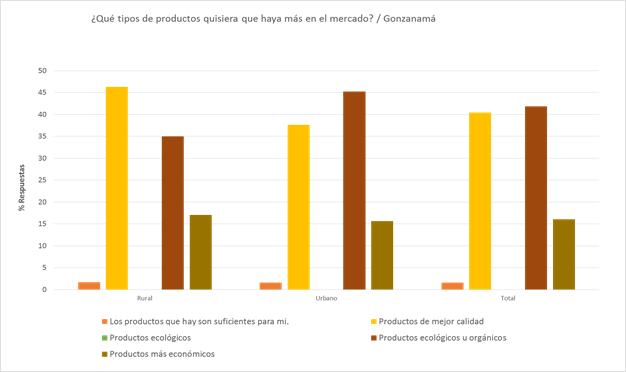 ¿Qué tipos de productos quisiera que haya más en el mercado? / Gonzanamá
50
45
40
35
30
25
20
15
10
5
0
% Respuestas
Rural Urbano Total
Los productos que hay son suficientes para mi. Productos de mejor calidad
Productos ecológicos Productos ecológicos u orgánicos
Productos más económicos